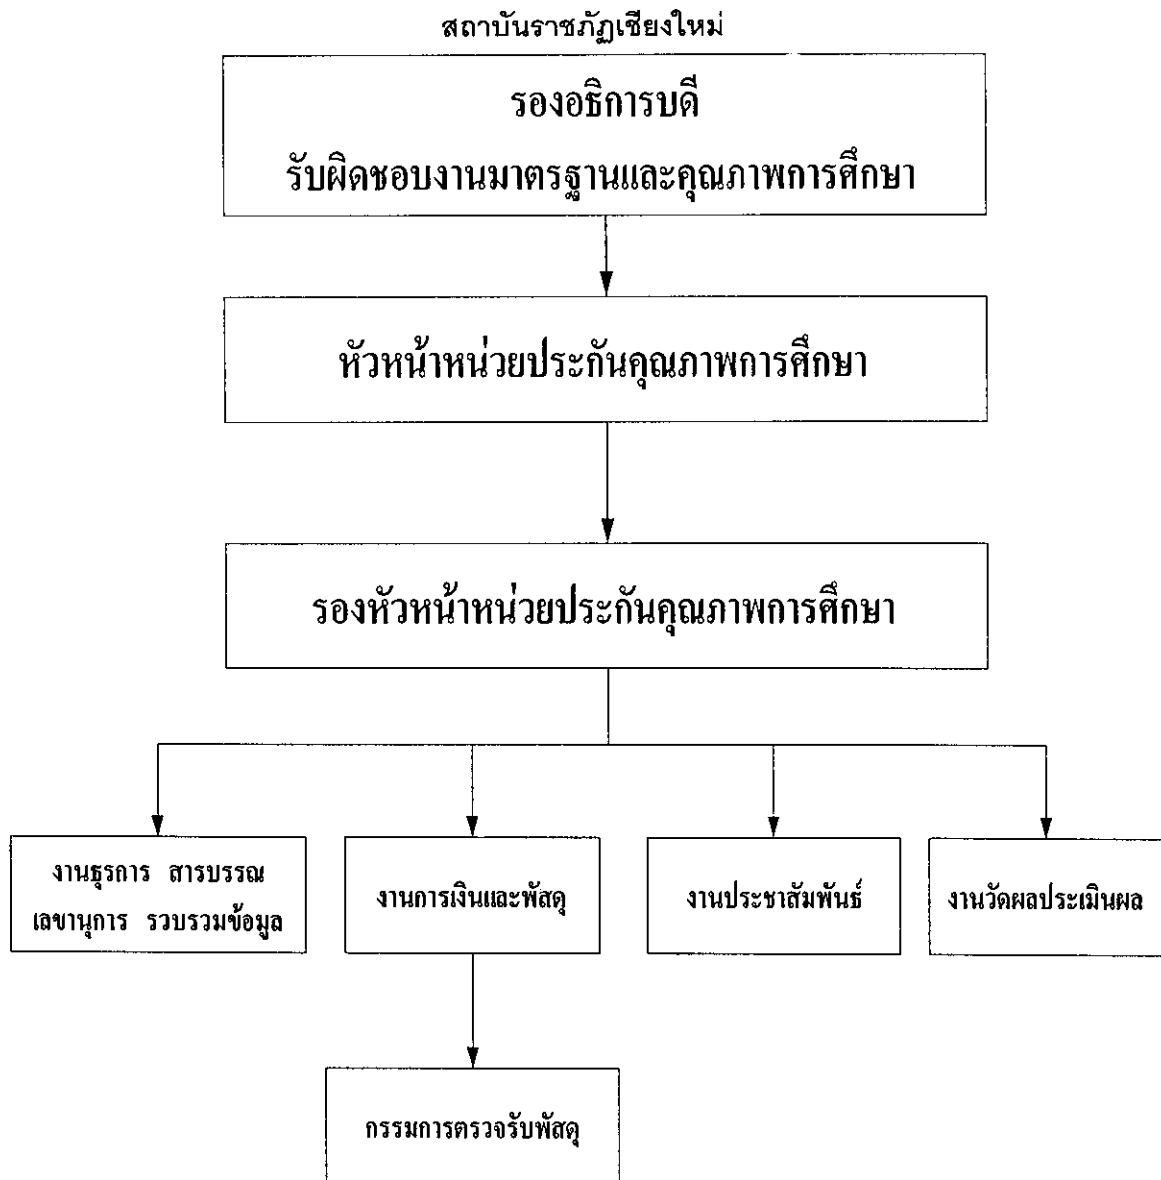 สถาบันราชภัฏเชียงใหม่
รองอธิการบดี
รับผิดชอบงานมาตรฐานและคุณภาพการศึกษา
หัวหน้าหน่วยประกันคุณภาพการศึกษา
รองหัวหน้าหน่วยประกันคุณภาพการศึกษา
งานธุรการ สารบรรณ
เลขานุการ รวบรวมข้อมูล
งานการเงินและพัสดุ
งานประชาสัมพันธ์
งานวัดผลประเมินผล
กรรมการตรวจรับพัสดุ